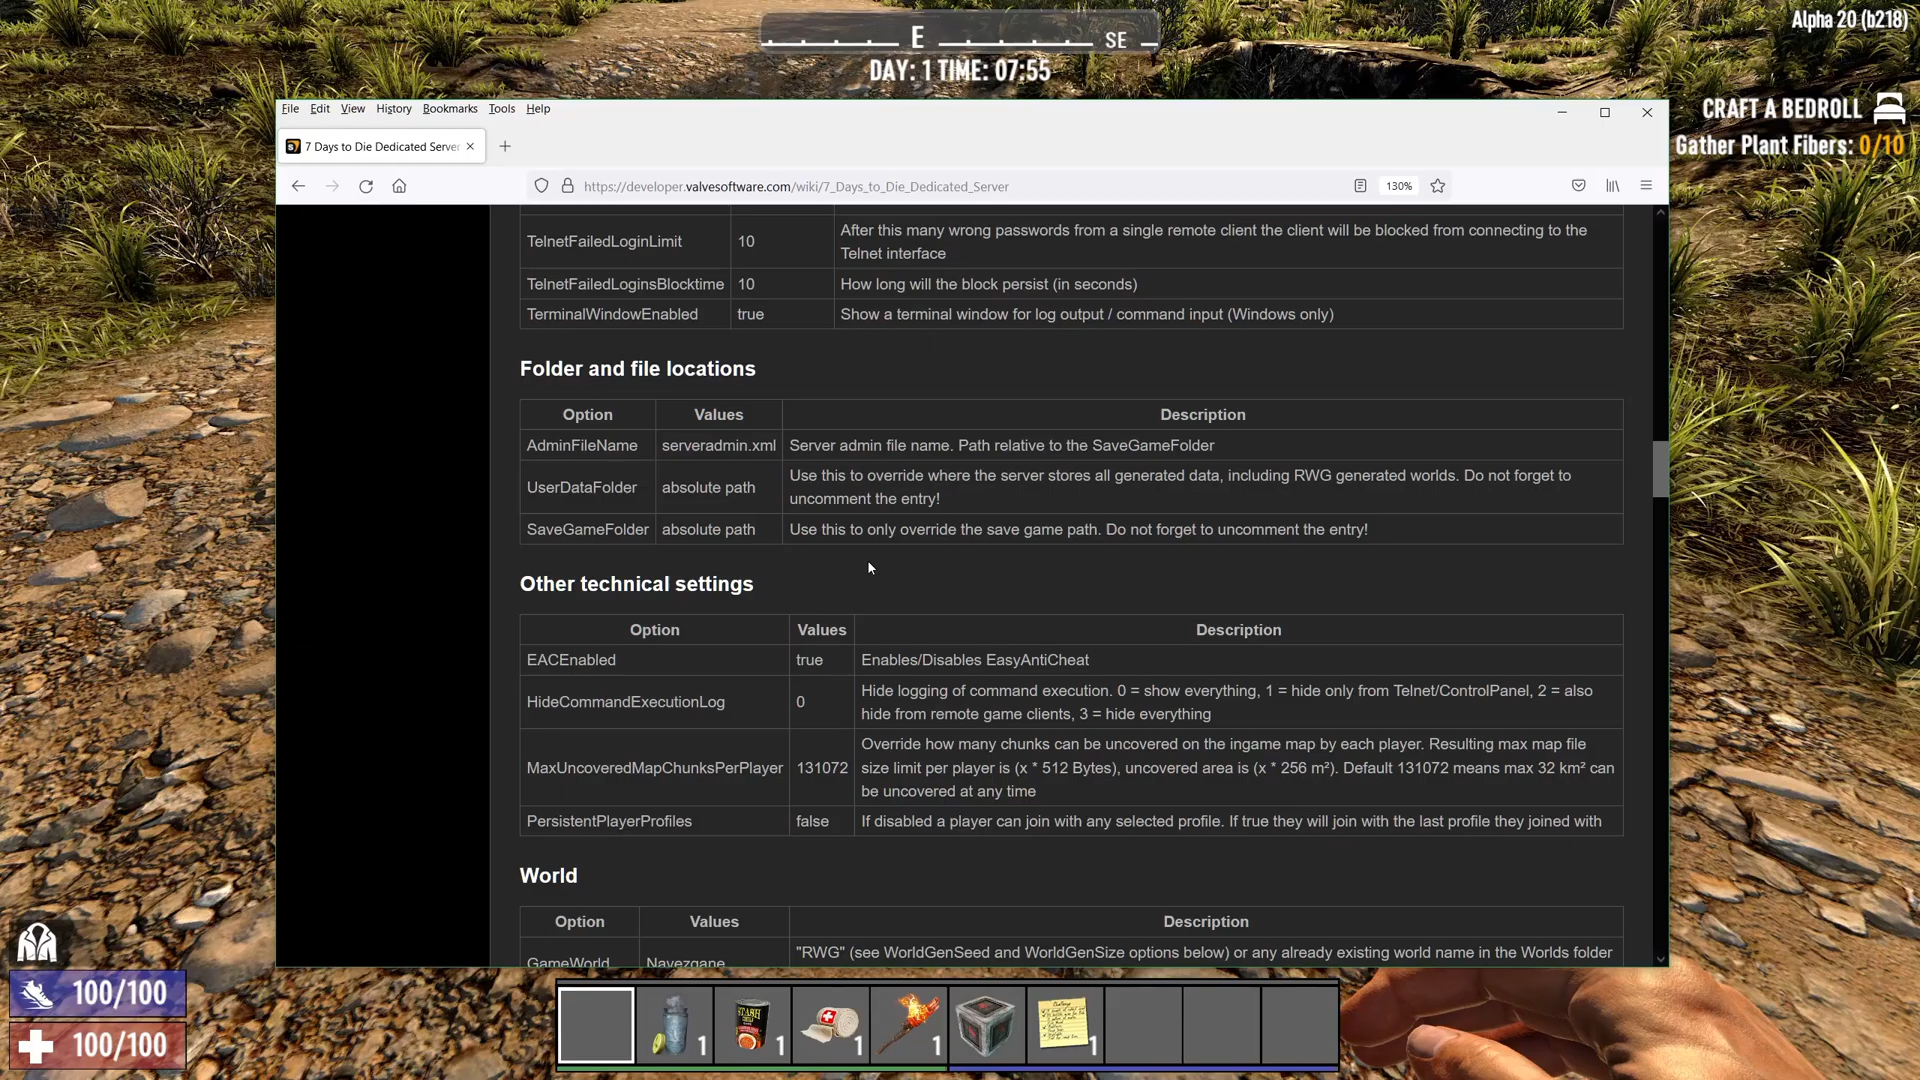 Alpha 20 (b218)
E SE
DAY: 1 TIME: 07:55
CRAFT A BEDROLL
Gather Plant Fibers: 0/10
File Edit View History Bookmarks Tools Help
7 Days to Die Dedicated Server
https://developer.valvesoftware.com/wiki/7_Days_to_Die_Dedicated_Server 130%
TelnetFailedLoginLimit 10 After this many wrong passwords from a single remote client the client will be blocked from connecting to the
Telnet interface
TelnetFailedLoginsBlocktime 10 How long will the block persist (in seconds)
TerminalWindowEnabled true Show a terminal window for log output / command input (Windows only)
Folder and file locations
Option Values Description
AdminFileName serveradmin.xml Server admin file name. Path relative to the SaveGameFolder
UserDataFolder absolute path Use this to override where the server stores all generated data, including RWG generated worlds. Do not forget to
uncomment the entry!
SaveGameFolder absolute path Use this to only override the save game path. Do not forget to uncomment the entry!
Other technical settings
Option Values Description
EACEnabled true Enables/Disables EasyAntiCheat
HideCommandExecutionLog 0 Hide logging of command execution. 0 = show everything, 1 = hide only from Telnet/ControlPanel, 2 = also
hide from remote game clients, 3 = hide everything
MaxUncoveredMapChunksPerPlayer 131072 Override how many chunks can be uncovered on the ingame map by each player. Resulting max map file
size limit per player is (x * 512 Bytes), uncovered area is (x * 256 m²). Default 131072 means max 32 km² can
be uncovered at any time
PersistentPlayerProfiles false If disabled a player can join with any selected profile. If true they will join with the last profile they joined with
World
Option Values Description
GameWorld Navezgane "RWG" (see WorldGenSeed and WorldGenSize options below) or any already existing world name in the Worlds folder
100/100
100/100
1 1 1 1 1
STASH